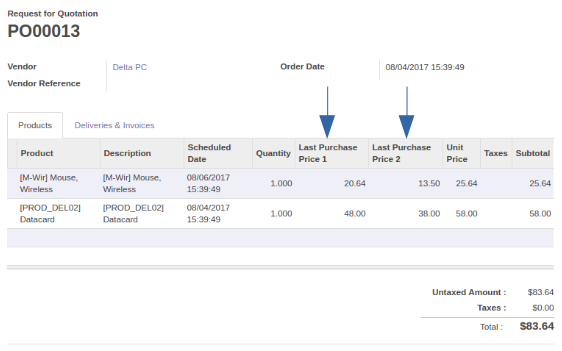 Request for Quotation
PO00013
Vendor Delta PC Order Date 08/04/2017 15:39:49
Vendor Reference
Products Deliveries & Invoices
Product Description Scheduled Date Quantity Last Purchase Price 1 Last Purchase Price 2 Unit Price Taxes Subtotal
[M-Wir] Mouse, Wireless [M-Wir] Mouse, Wireless 08/06/2017 15:39:49 1.000 20.64 13.50 25.64 25.64
[PROD_DEL02] Datacard [PROD_DEL02] Datacard 08/04/2017 15:39:49 1.000 48.00 38.00 58.00 58.00
Untaxed Amount : $83.64
Taxes : $0.00
Total : $83.64